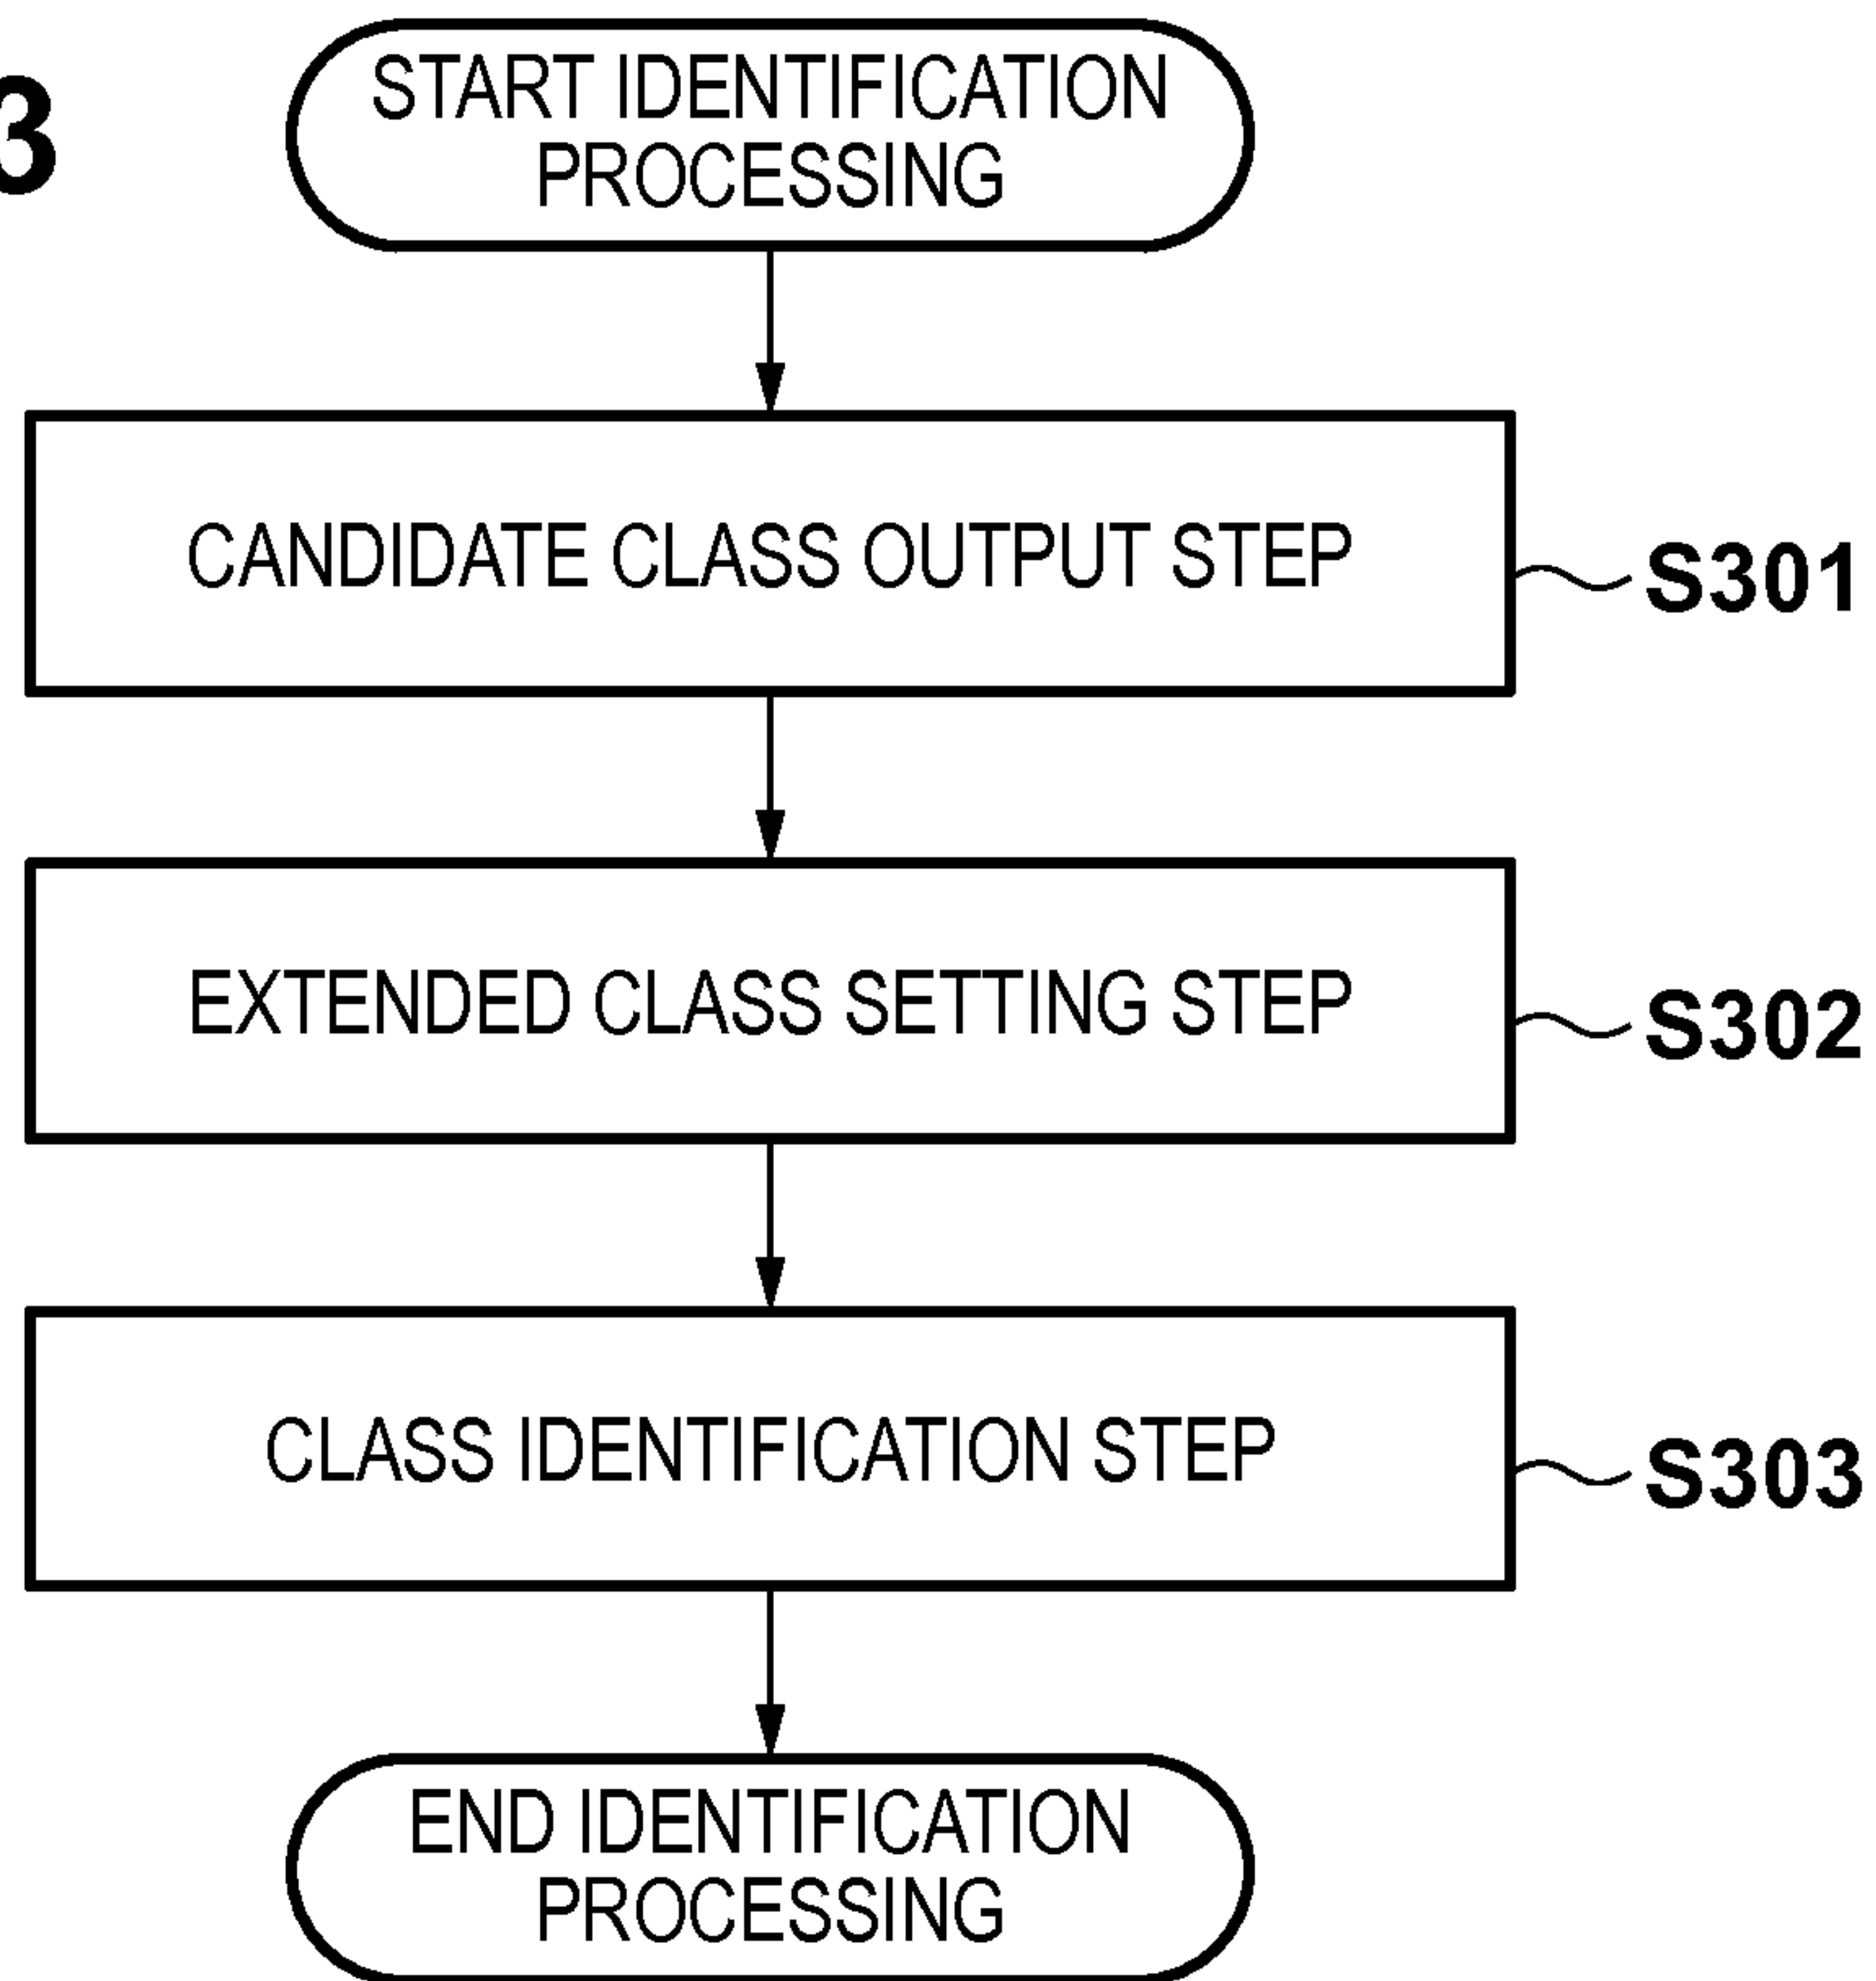 3
START IDENTIFICATION
PROCESSING
CANDIDATE CLASS OUTPUT STEP
S301
EXTENDED CLASS SETTING STEP
S302
CLASS IDENTIFICATION STEP
S303
END IDENTIFICATION
PROCESSING